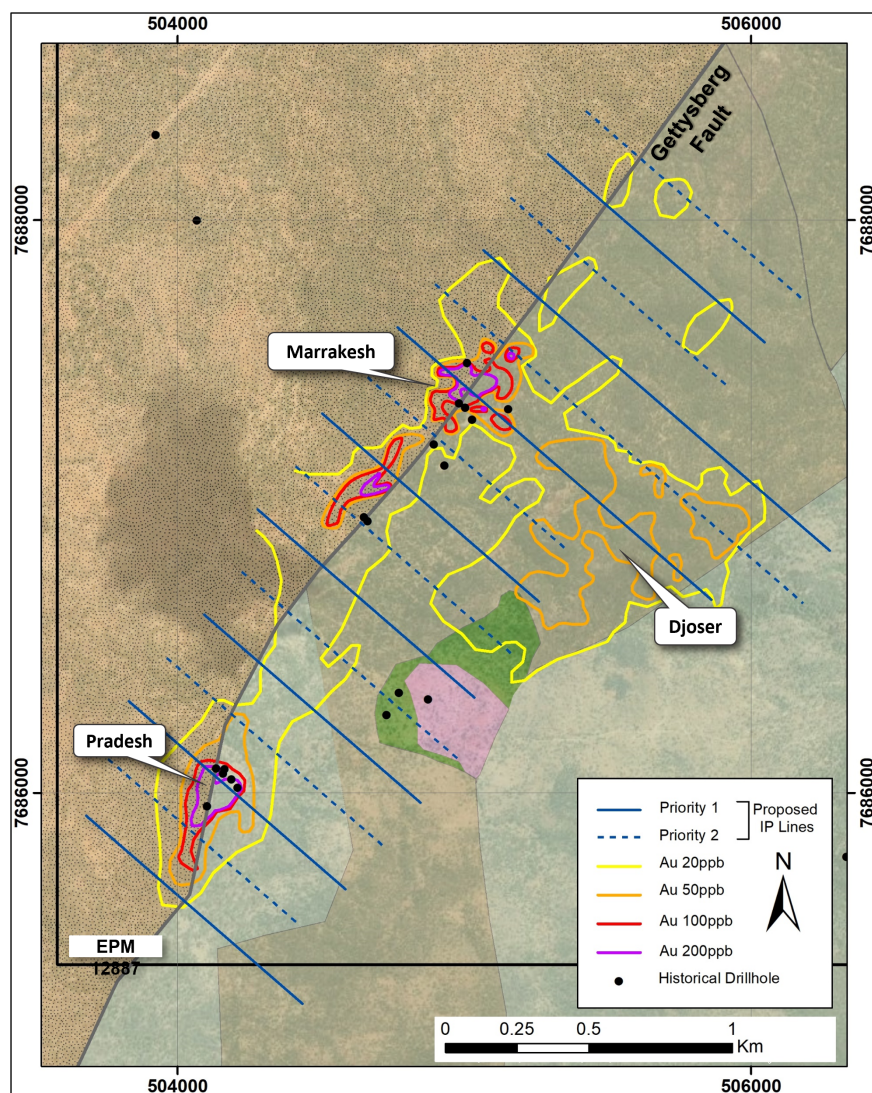 504000
506000
Gettysberg
Fault
7688000
7688000
Marrakesh
Djoser
Pradesh
7686000
7686000
Priority 1
Priority 2
Proposed
IP Lines
Au 20ppb
Au 50ppb
Au 100ppb
Au 200ppb
Historical Drillhole
N
EPM
12887
0
0.25
0.5
1
Km
504000
506000